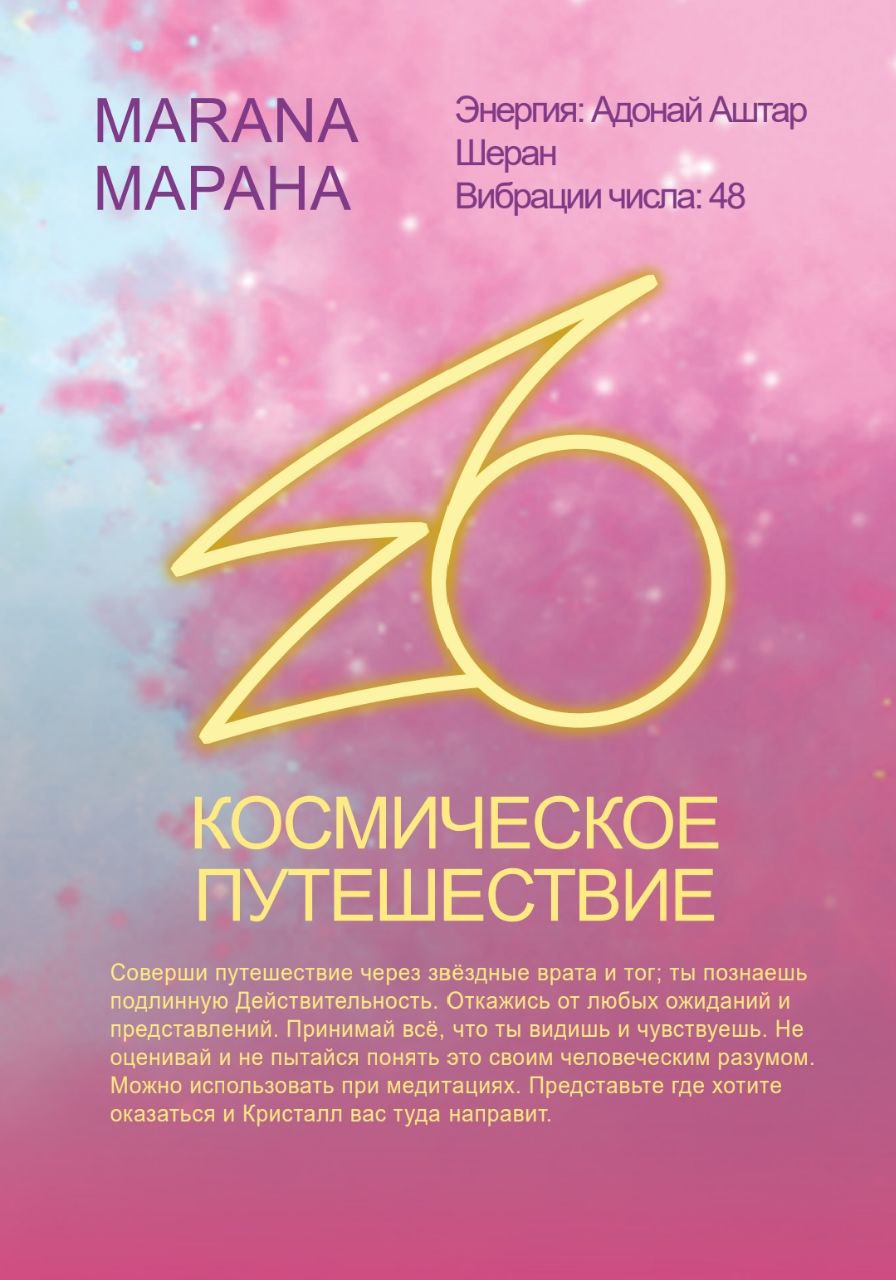 MARANA
МАРАНА
Энергия: Адонай Аштар
Шеран
Вибрации числа: 48
КОСМИЧЕСКОЕ
ПУТЕШЕСТВИЕ
Соверши путешествие через звёздные врата и тог; ты познаешь
подлинную Действительность. Откажись от любых ожиданий и
представлений. Принимай всё, что ты видишь и чувствуешь. Не
оценивай и не пытайся понять это своим человеческим разумом.
Можно использовать при медитациях. Представьте где хотите
оказаться и Кристалл вас туда направит.